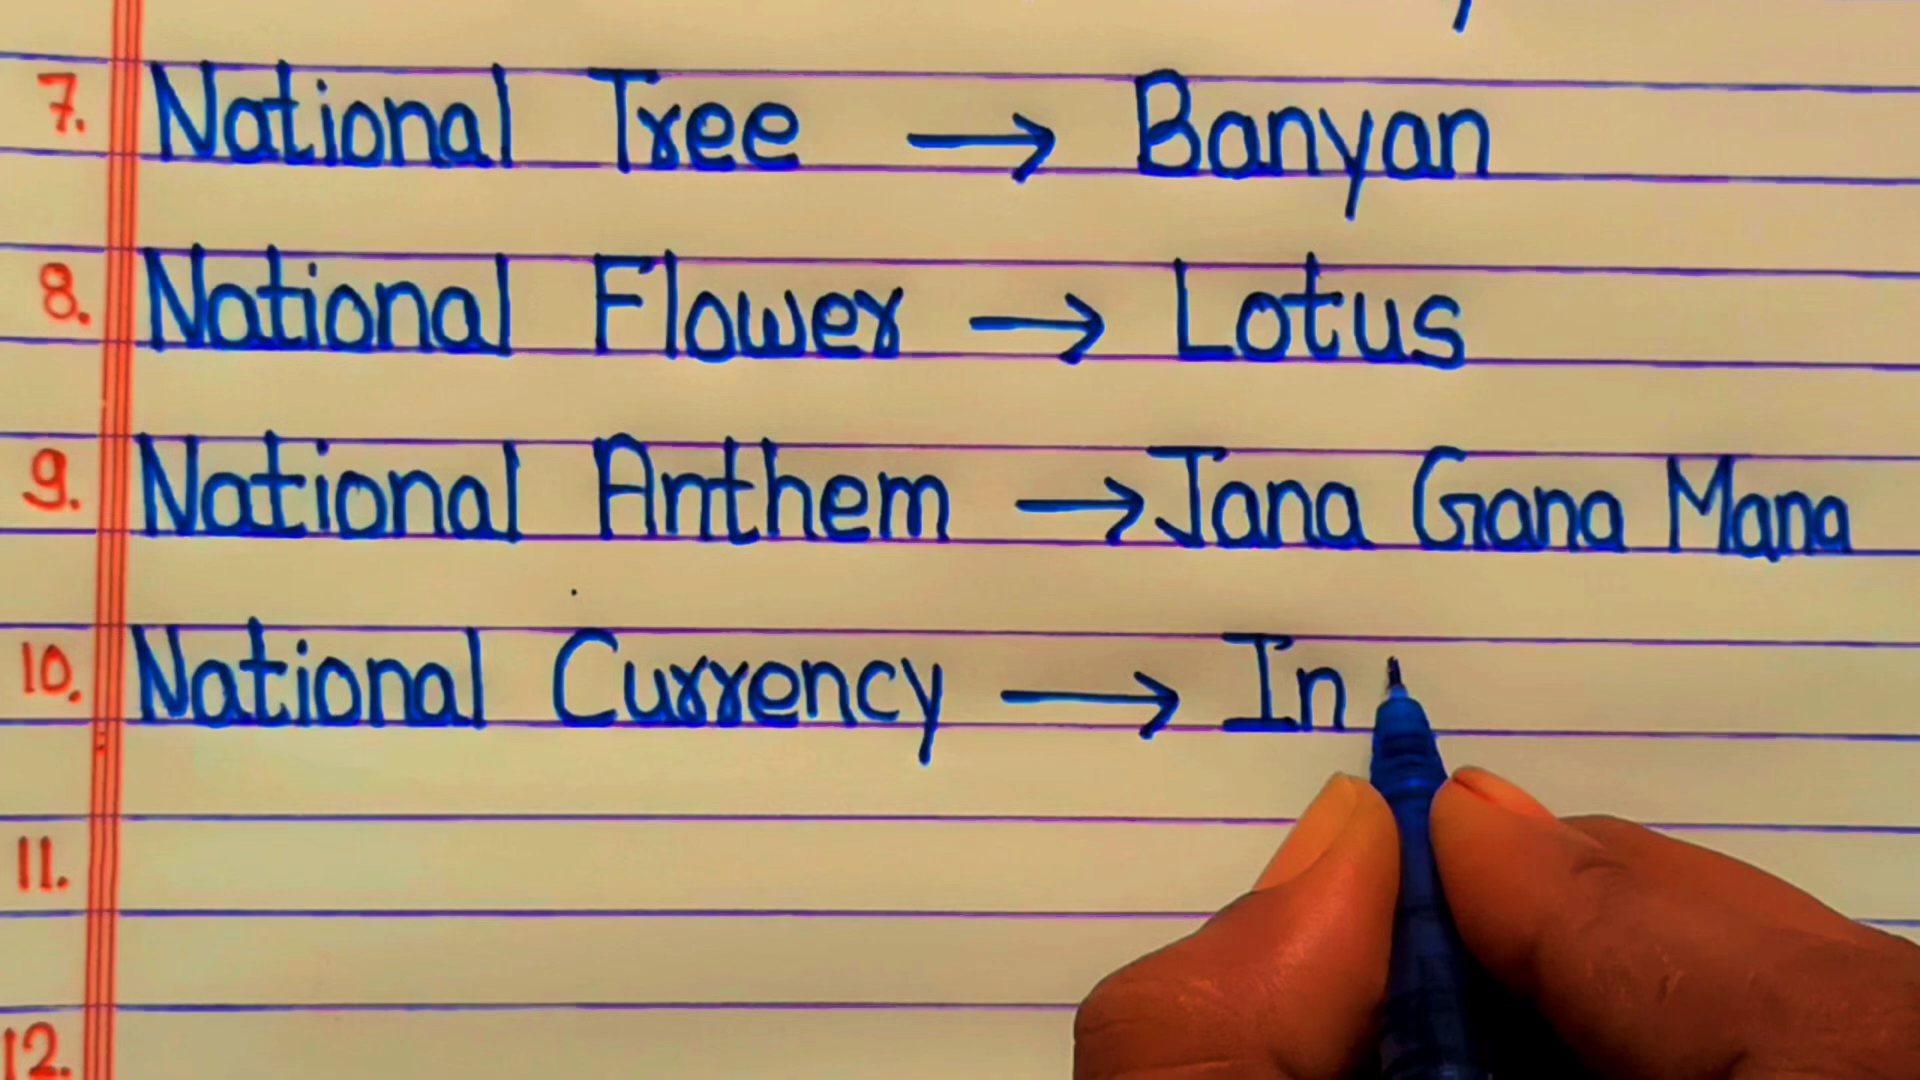 7. National Tree → Banyan
8. National Flower → Lotus
9. National Anthem → Jana Gana Mana
10. National Currency → In
11.
12.